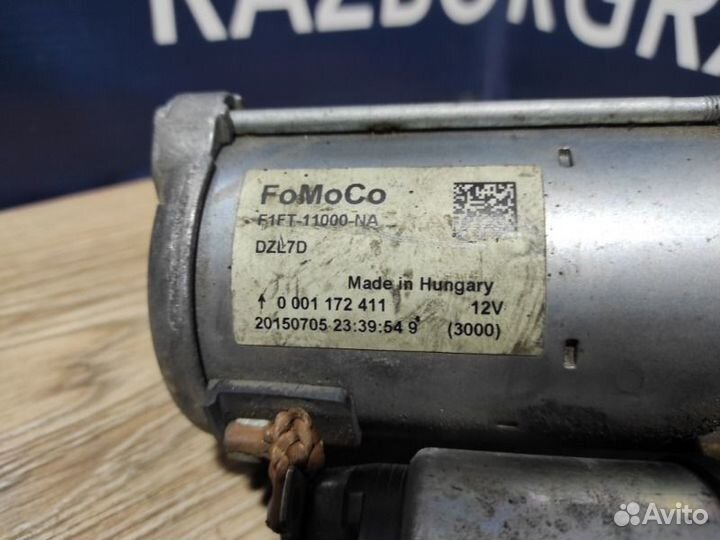 RAZBORGRA
FoMoCo
F1FT-11000-NA
DZL7D
Made in Hungary
↑ 0 001 172 411 12V
20150705 23:39:54 9 (3000)
Avito